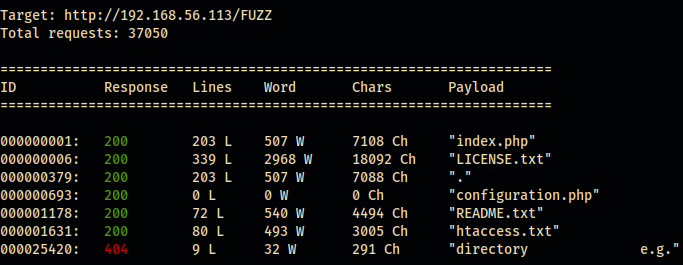 Target: http://192.168.56.113/FUZZ
Total requests: 37050
=====================================================================
ID           Response   Lines    Word       Chars       Payload
=====================================================================
000000001:   200        203 L    507 W      7108 Ch     "index.php"
000000006:   200        339 L    2968 W     18092 Ch    "LICENSE.txt"
000000379:   200        203 L    507 W      7088 Ch     "."
000000693:   200        0 L      0 W        0 Ch        "configuration.php"
000001178:   200        72 L     540 W      4494 Ch     "README.txt"
000001631:   200        80 L     493 W      3005 Ch     "htaccess.txt"
000025420:   404        9 L      32 W       291 Ch      "directory              e.g."